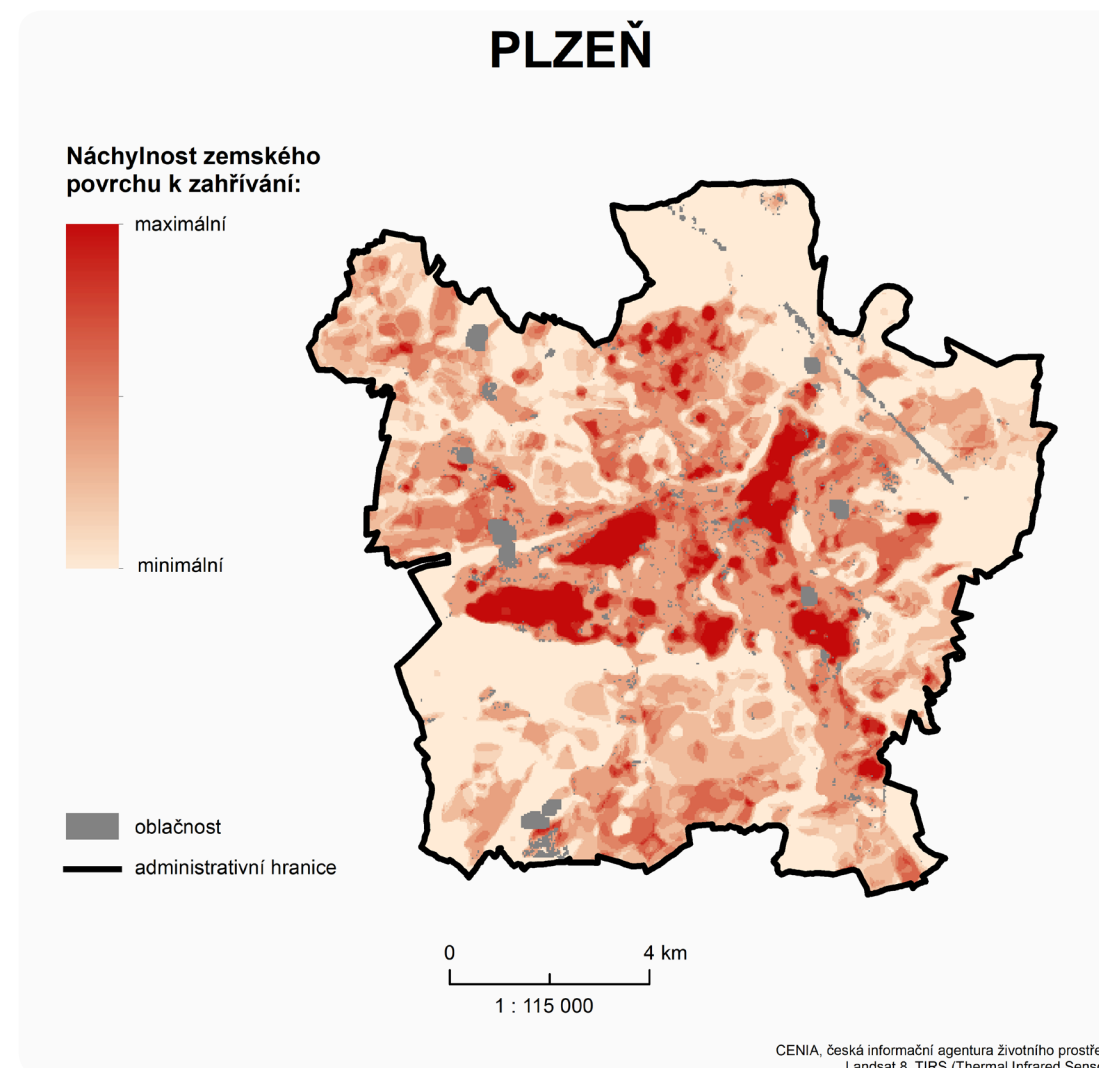 PLZEŇ
Náchylnost zemského
povrchu k zahřívání:
maximální
minimální
oblačnost
administrativní hranice
0 4 km
1 : 115 000
CENIA, česká informační agentura životního prostře
Landsat 8, TIRS (Thermal Infrared Sens